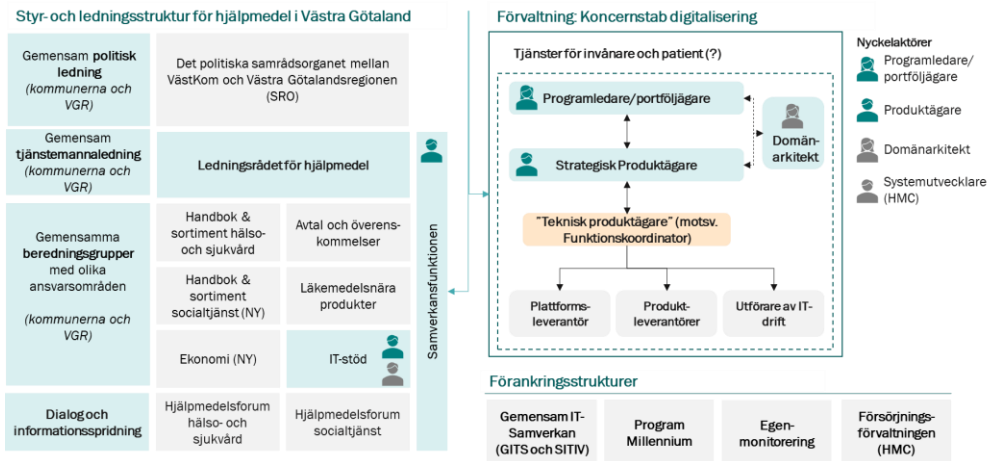 Styr- och ledningsstruktur för hjälpmedel i Västra Götaland
Gemensam politisk
ledning
(kommunerna och
VGR)
Det politiska samrådsorganet mellan
VästKom och Västra Götalandsregionen
(SRO)
Gemensam
tjänstemannaledning
(kommunerna och
VGR)
Ledningsrådet för hjälpmedel
Gemensamma
beredningsgrupper
med olika
ansvarsområden
(kommunerna och
VGR)
Handbok &
sortiment hälso-
och sjukvård
Avtal och överens-
kommelser
Handbok &
sortiment
socialtjänst (NY)
Läkemedelsnära
produkter
Ekonomi (NY)
IT-stöd
Dialog och
informationsspridning
Hjälpmedelsforum
hälso- och
sjukvård
Hjälpmedelsforum
socialtjänst
Samverkansfunktionen
Förvaltning: Koncernstab digitalisering
Tjänster för invånare och patient (?)
Programledare/portföljägare
Strategisk Produktägare
Domän-
arkitekt
"Teknisk produktägare" (motsv.
Funktionskoordinator)
Plattforms-
leverantör
Produkt-
leverantörer
Utförare av IT-
drift
Nyckelaktörer
Programledare/
portföljägare
Produktägare
Domänarkitekt
Systemutvecklare
(HMC)
Förankringsstrukturer
Gemensam IT-
Samverkan
(GITS och SITIV)
Program
Millennium
Egen-
monitorering
Försörjnings-
förvaltningen
(HMC)